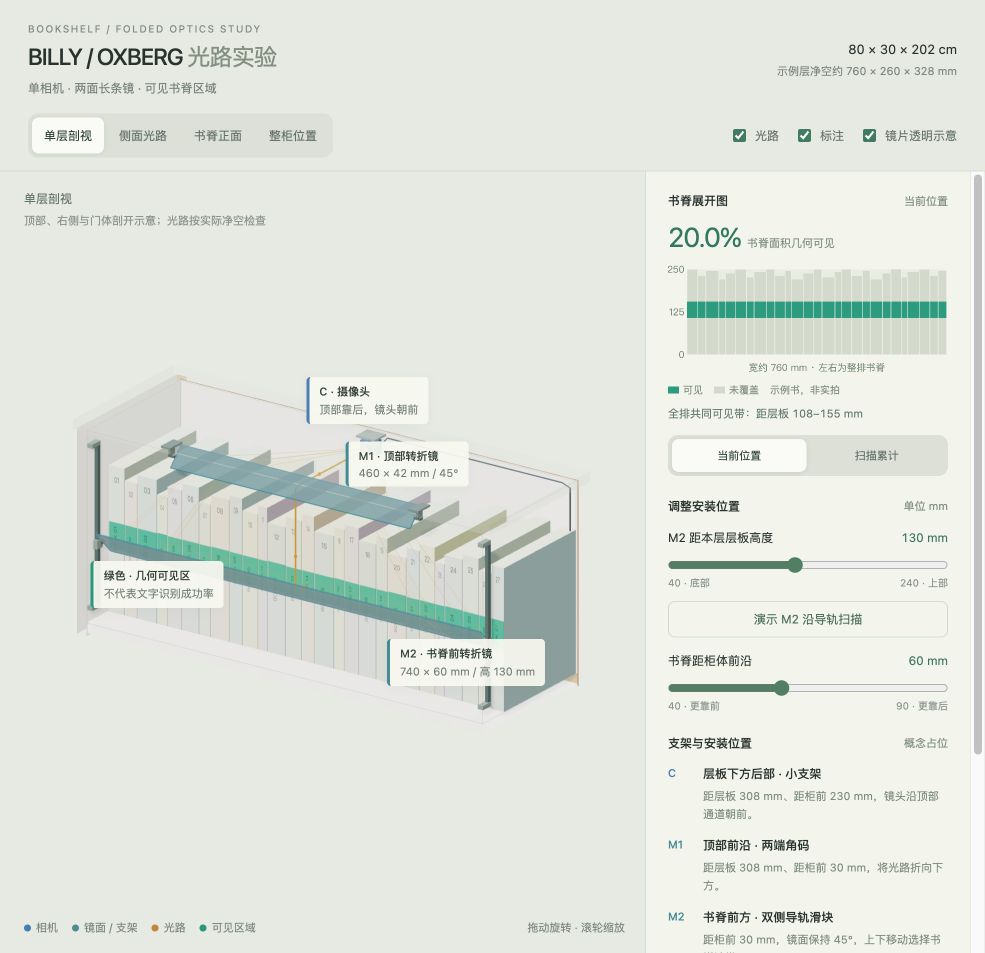 BOOKSHELF / FOLDED OPTICS STUDY
BILLY / OXBERG 光路实验
单相机 · 两面长条镜 · 可见书脊区域
80 × 30 × 202 cm
示例层净空约 760 × 260 × 328 mm
单层剖视 侧面光路 书脊正面 整柜位置
光路 标注 镜片透明示意
单层剖视
顶部、右侧与门体剖开示意；光路按实际净空检查
C · 摄像头
顶部靠后，镜头朝前
M1 · 顶部转折镜
460 × 42 mm / 45°
绿色 · 几何可见区
不代表文字识别成功率
M2 · 书脊前转折镜
740 × 60 mm / 高 130 mm
相机 镜面 / 支架 光路 可见区域
拖动旋转 · 滚轮缩放
书脊展开图 当前位置
20.0% 书脊面积几何可见
250
125
0
宽约 760 mm · 左右为整排书脊
可见 未覆盖 示例书，非实拍
全排共同可见带：距层板 108–155 mm
当前位置 扫描累计
调整安装位置 单位 mm
M2 距本层层板高度 130 mm
40 · 底部 240 · 上部
演示 M2 沿导轨扫描
书脊距柜体前沿 60 mm
40 · 更靠前 90 · 更靠后
支架与安装位置 概念占位
C 层板下方后部 · 小支架
距层板 308 mm、距柜前 230 mm，镜头沿顶部
通道朝前。
M1 顶部前沿 · 两端角码
距层板 308 mm、距柜前 30 mm，将光路折向下
方。
M2 书脊前方 · 双侧导轨滑块
距柜前 30 mm，镜面保持 45°，上下移动选择书